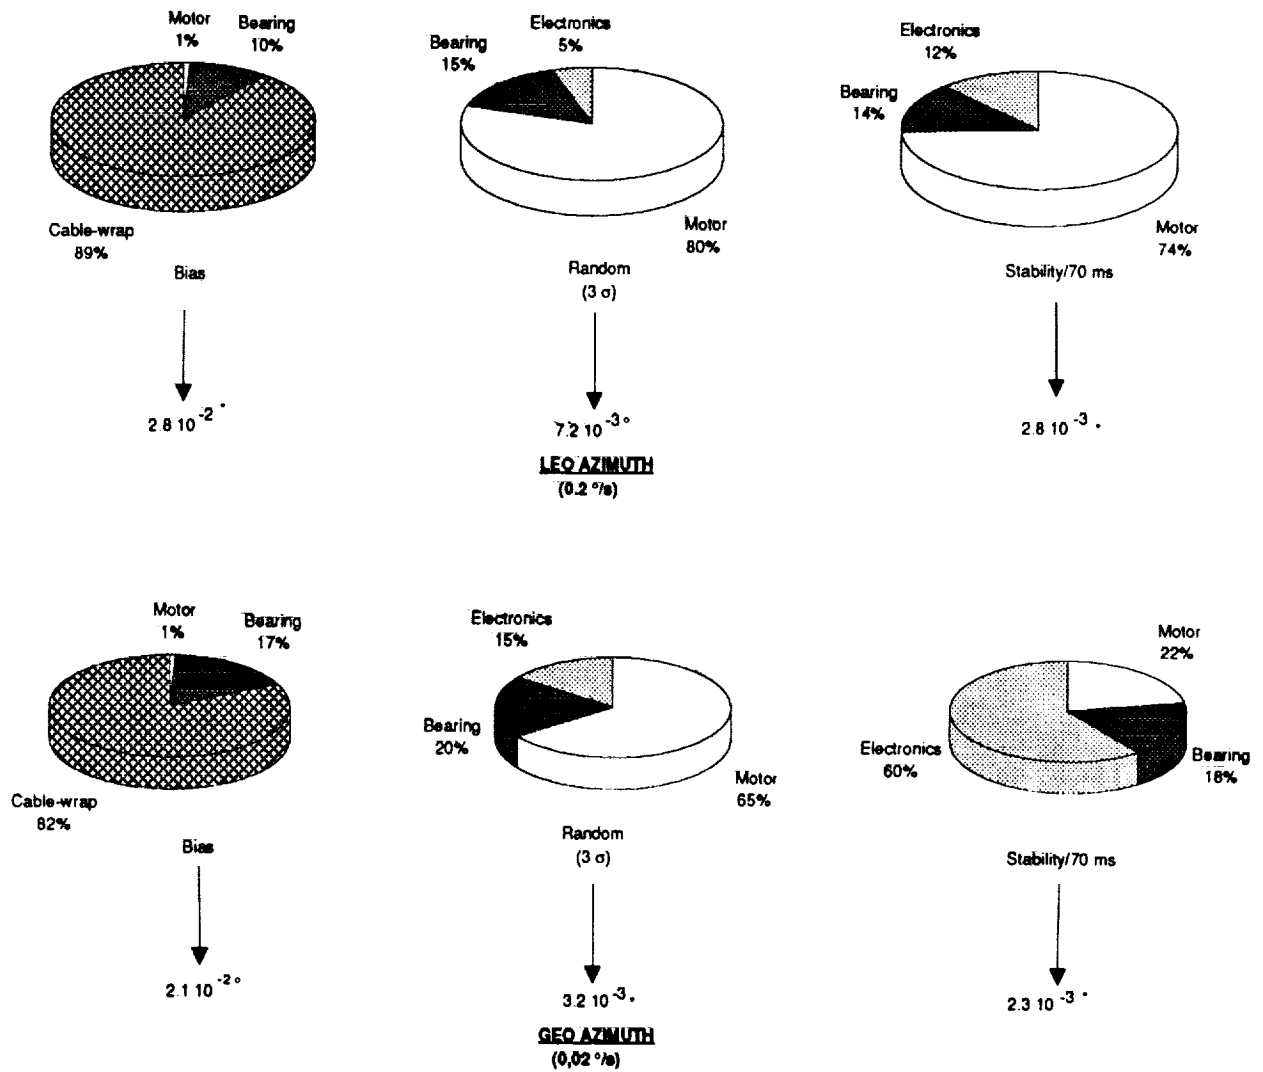 Motor
1%
Bearing
10%
Cable-wrap
89%
Bias
2.8 10 -2 °
Electronics
5%
Bearing
15%
Motor
80%
Random
(3 σ)
7.2 10 -3 °
LEO AZIMUTH
(0.2 °/s)
Electronics
12%
Bearing
14%
Motor
74%
Stability/70 ms
2.8 10 -3 °
Motor
1%
Bearing
17%
Cable-wrap
82%
Bias
2.1 10 -2 °
Electronics
15%
Bearing
20%
Motor
65%
Random
(3 σ)
3.2 10 -3 °
GEO AZIMUTH
(0,02 °/s)
Motor
22%
Electronics
60%
Bearing
18%
Stability/70 ms
2.3 10 -3 °